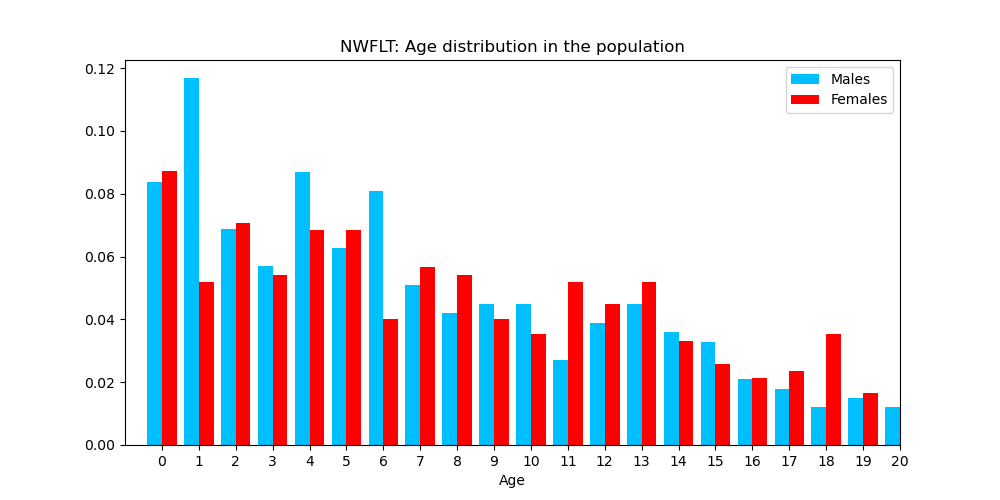 NWFLT: Age distribution in the population
0.12
0.10
0.08
0.06
0.04
0.02
0.00
Males
Females
0 1 2 3 4 5 6 7 8 9 10 11 12 13 14 15 16 17 18 19 20
Age